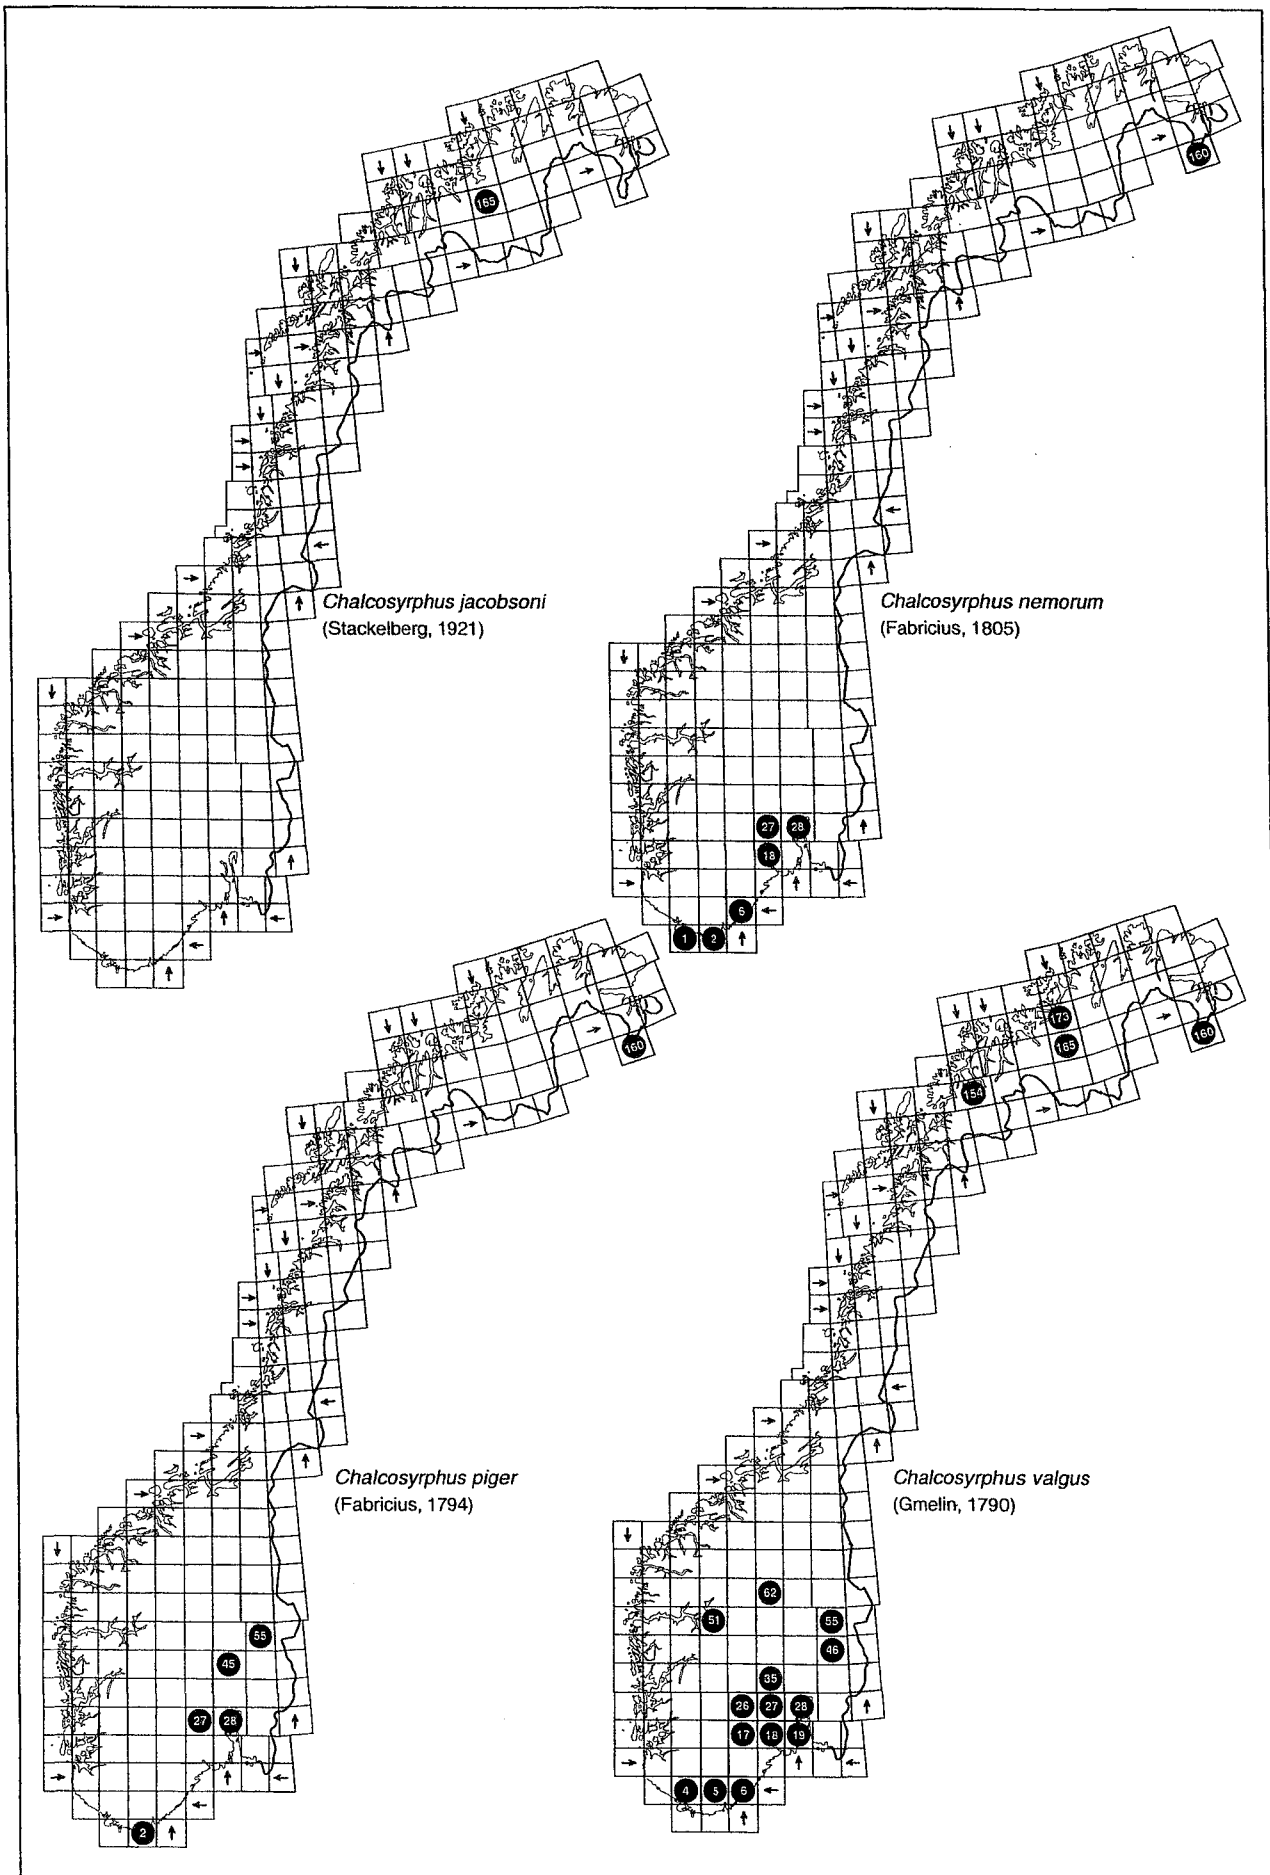 165
Chalcosyrphus jacobsoni
(Stackelberg, 1921)
160
Chalcosyrphus nemorum
(Fabricius, 1805)
27 28
18
6
1 2
160
Chalcosyrphus piger
(Fabricius, 1794)
55
45
27 28
2
173
165
160
154
Chalcosyrphus valgus
(Gmelin, 1790)
62
51 55
46
35
26 27 28
17 18 19
4 5 6